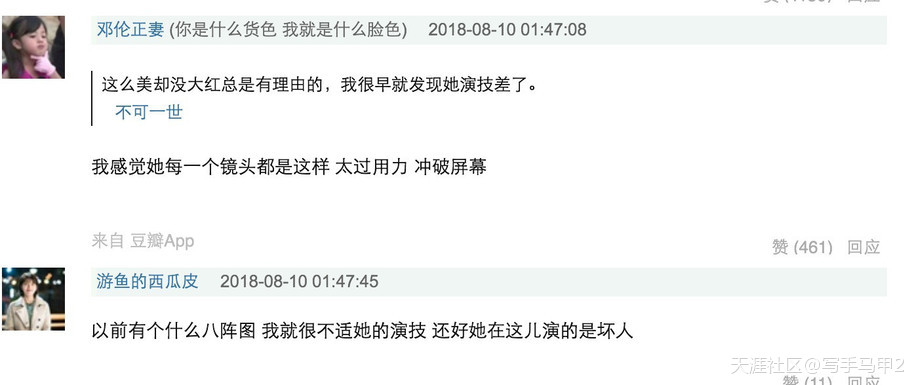 邓伦正妻 (你是什么货色 我就是什么脸色) 2018-08-10 01:47:08
这么美却没大红总是有理由的，我很早就发现她演技差了。
不可一世
我感觉她每一个镜头都是这样 太过用力 冲破屏幕
来自 豆瓣App
赞 (461) 回应
游鱼的西瓜皮 2018-08-10 01:47:45
以前有个什么八阵图 我就很不适她的演技 还好她在这儿演的是坏人
天涯社区@写手马甲2
赞 (11) 回应